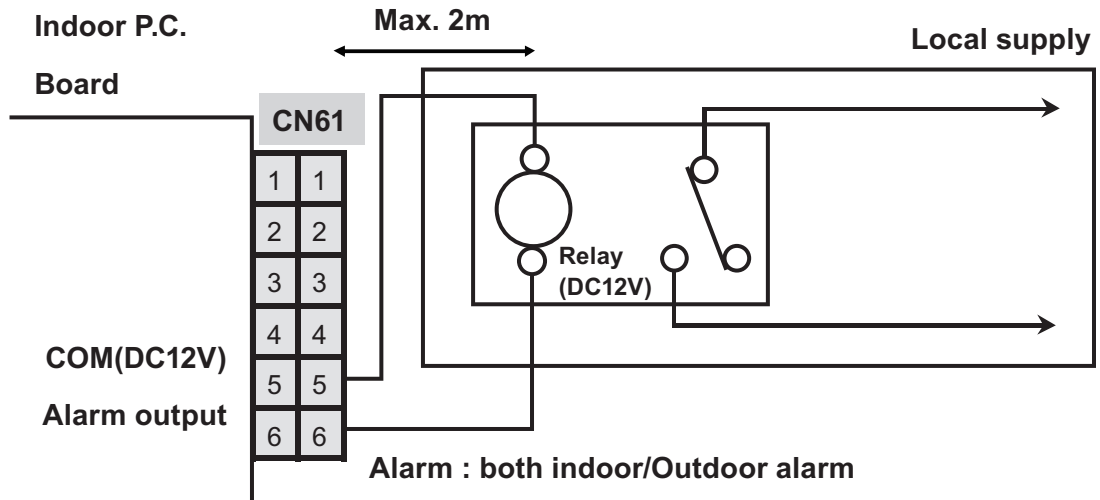 Indoor P.C.
Board
Max. 2m
Local supply
CN61
1 1
2 2
3 3
4 4
5 5
6 6
COM(DC12V)
Alarm output
Relay
(DC12V)
Alarm : both indoor/Outdoor alarm